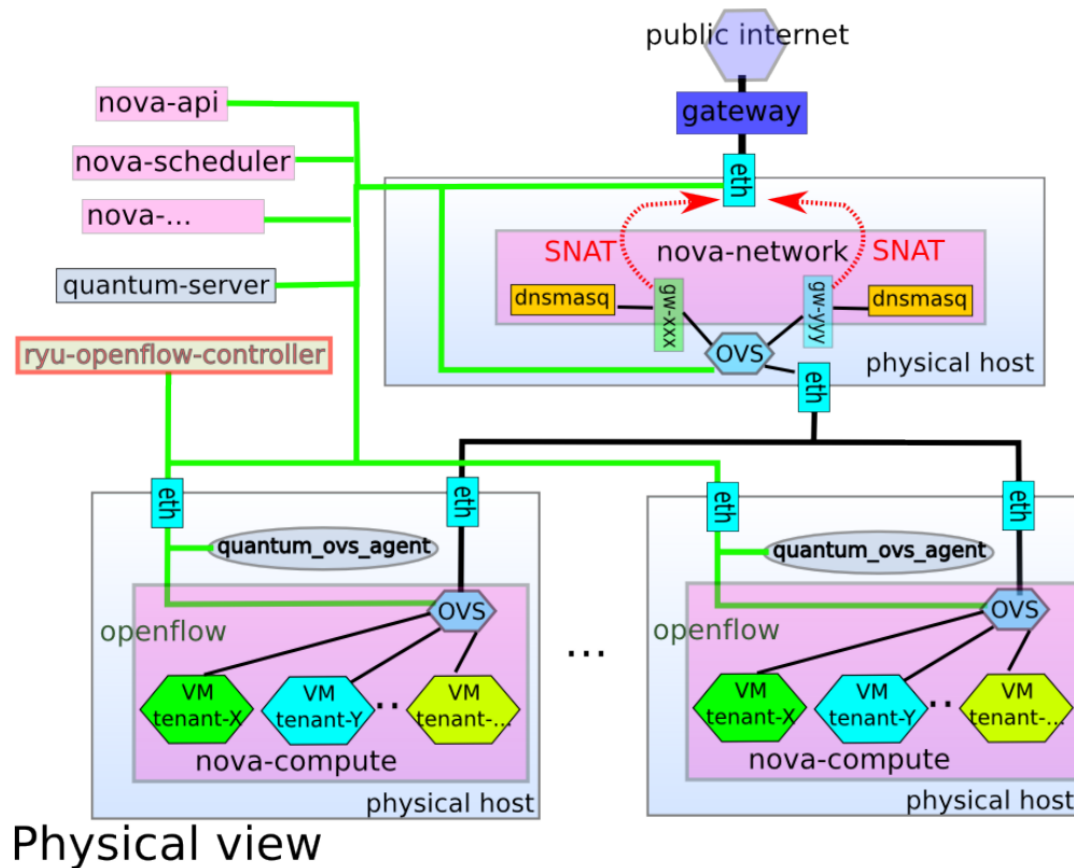 public internet
gateway
eth
nova-api
nova-scheduler
nova-...
quantum-server
ryu-openflow-controller
SNAT
nova-network
SNAT
dnsmasq
gw-xxx
gw-yyy
dnsmasq
OVS
physical host
eth
eth
eth
quantum_ovs_agent
OVS
openflow
VM
tenant-X
VM
tenant-Y
..
VM
tenant-...
nova-compute
physical host
...
eth
eth
quantum_ovs_agent
OVS
openflow
VM
tenant-X
VM
tenant-Y
..
VM
tenant-...
nova-compute
physical host
Physical view